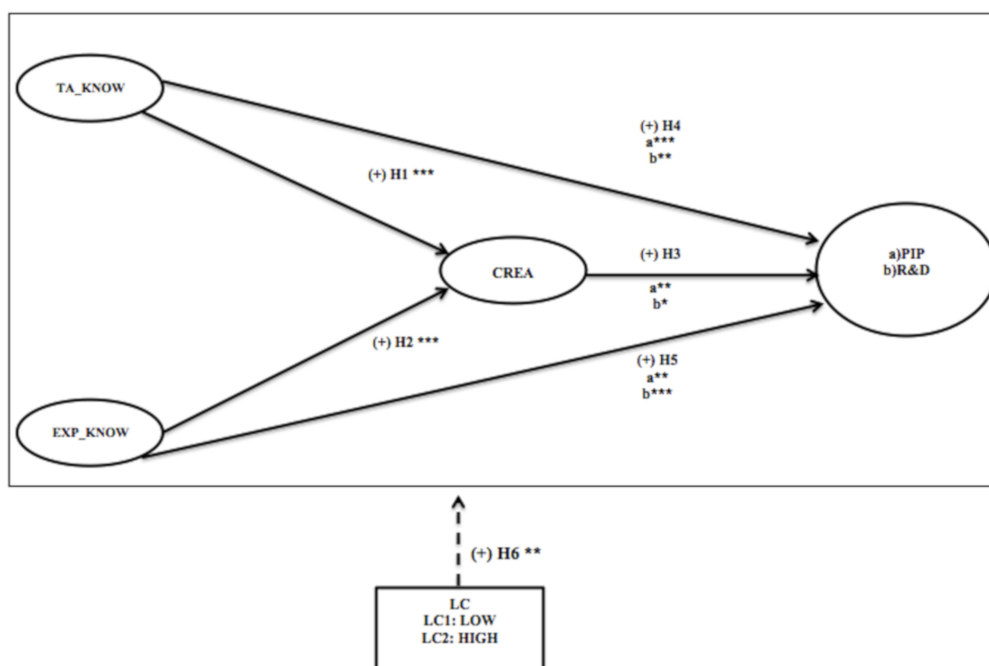 TA_KNOW
(+) H4
a***
b**
(+) H1 ***
(+) H3
a)PIP
b)R&D
CREA
a**
b*
(+) H2 ***
(+) H5
a**
b***
EXP_KNOW
(+) H6 **
LC
LC1: LOW
LC2: HIGH